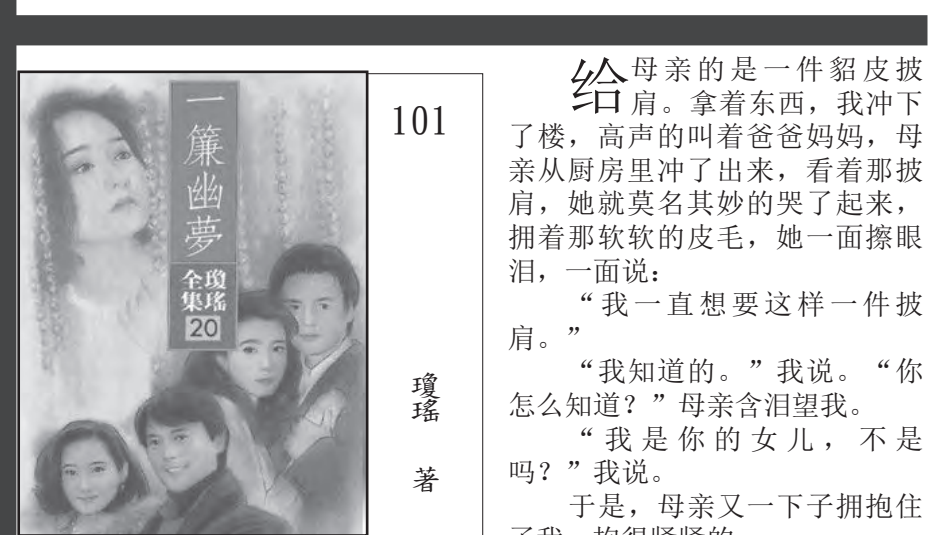 一簾幽夢
瓊瑤
全集
20
101
瓊瑤 著
给母亲的是一件貂皮披
肩。拿着东西，我冲下
了楼，高声的叫着爸爸妈妈，母
亲从厨房里冲了出来，看着那披
肩，她就莫名其妙的哭了起来，
拥着那软软的皮毛，她一面擦眼
泪，一面说：
“我一直想要这样一件披
肩。”
“我知道的。”我说。“你
怎么知道？”母亲含泪望我。
“我是你的女儿，不是
吗？”我说。
于是，母亲又一下子拥抱住
了我，抱得紧紧的